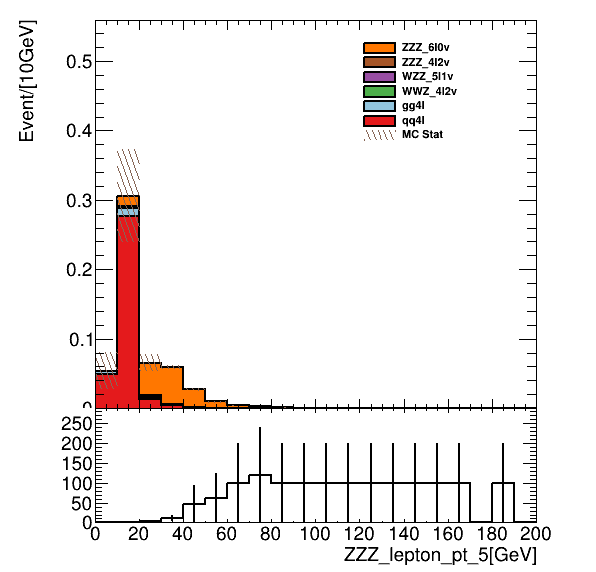 Event/[10GeV]
0.5
0.4
0.3
0.2
0.1
0
ZZZ_6l0v
ZZZ_4l2v
WZZ_5l1v
WWZ_4l2v
gg4l
qq4l
MC Stat
250
200
150
100
50
0
0 20 40 60 80 100 120 140 160 180 200
ZZZ_lepton_pt_5[GeV]